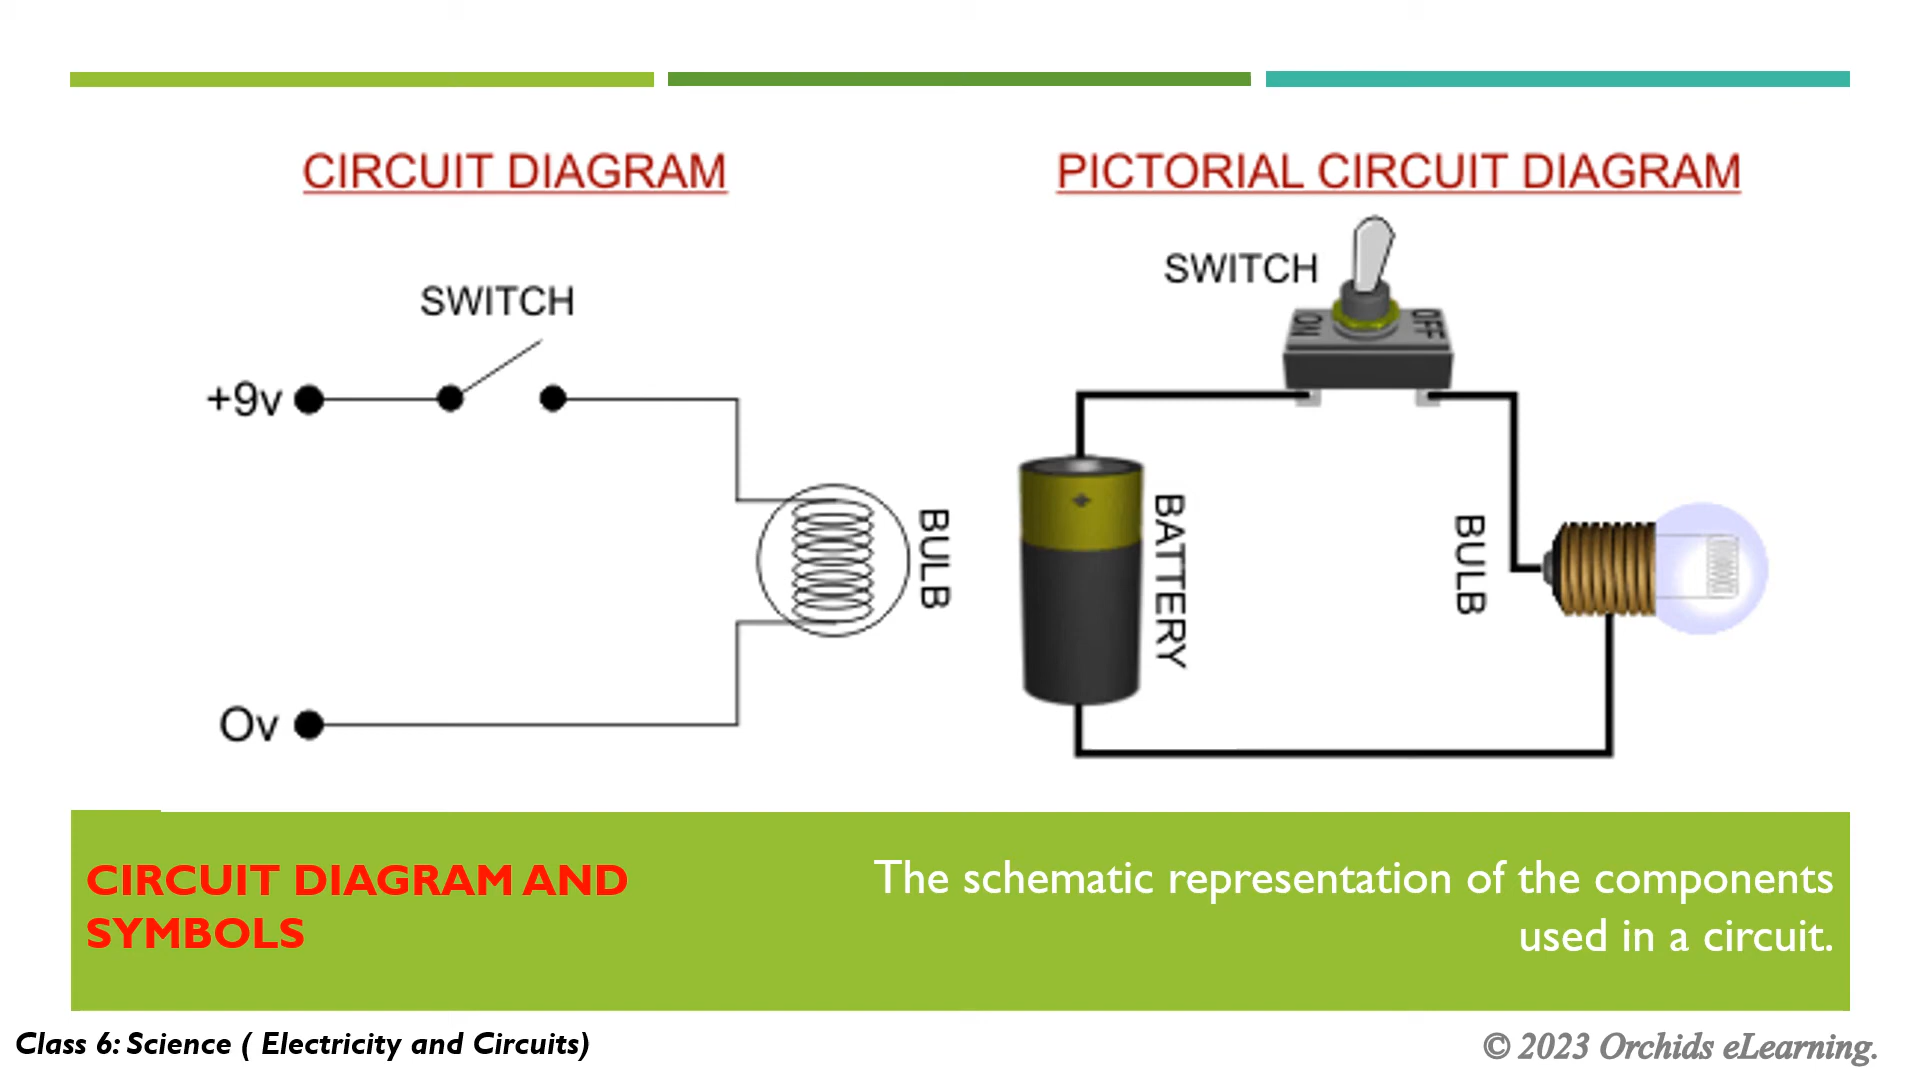 CIRCUIT DIAGRAM
SWITCH
+9v
BULB
Ov
PICTORIAL CIRCUIT DIAGRAM
SWITCH
ON
OFF
+
BATTERY
BULB
CIRCUIT DIAGRAM AND
SYMBOLS
The schematic representation of the components
used in a circuit.
Class 6: Science ( Electricity and Circuits)
© 2023 Orchids eLearning.